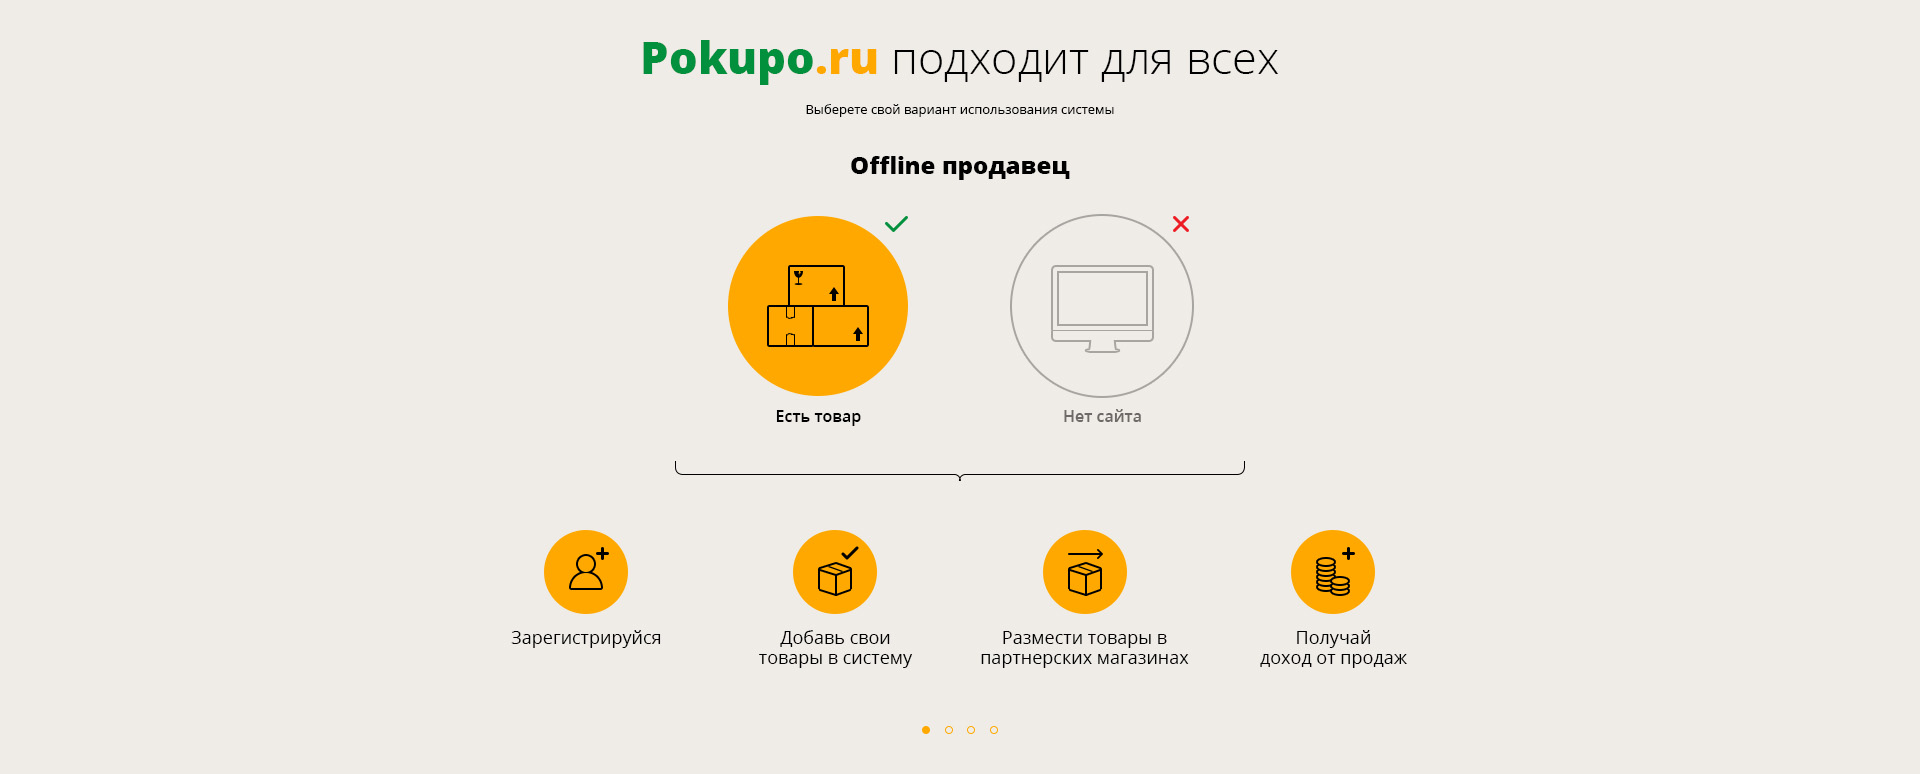 Pokupo.ru подходит для всех
Выберете свой вариант использования системы
Offline продавец
Есть товар
Нет сайта
Зарегистрируйся
Добавь свои
товары в систему
Размести товары в
партнерских магазинах
Получай
доход от продаж